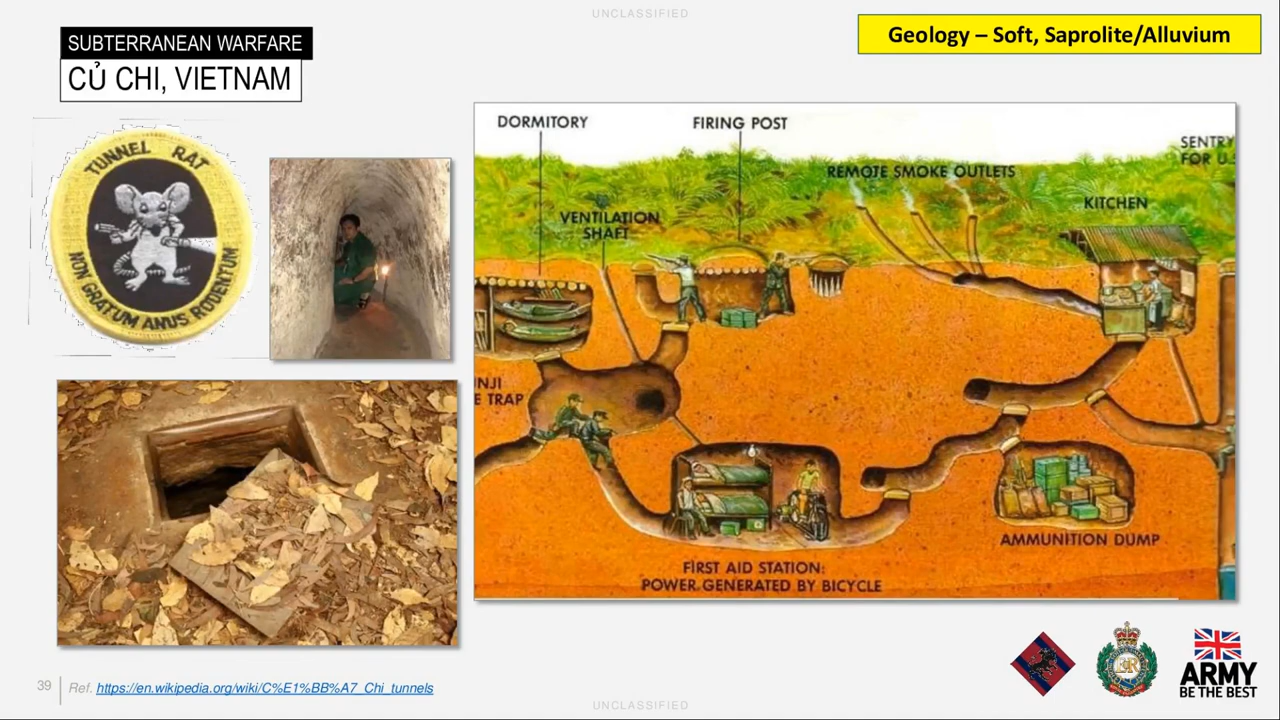 UNCLASSIFIED
SUBTERRANEAN WARFARE
CỦ CHI, VIETNAM
Geology – Soft, Saprolite/Alluvium
TUNNEL RAT
NON GRATUM ANUS RODENTUM
DORMITORY
FIRING POST
SENTRY
FOR U.S
REMOTE SMOKE OUTLETS
KITCHEN
VENTILATION
SHAFT
NJI
E TRAP
AMMUNITION DUMP
FIRST AID STATION:
POWER GENERATED BY BICYCLE
ARMY
BE THE BEST
39
Ref. https://en.wikipedia.org/wiki/C%E1%BB%A7_Chi_tunnels
UNCLASSIFIED